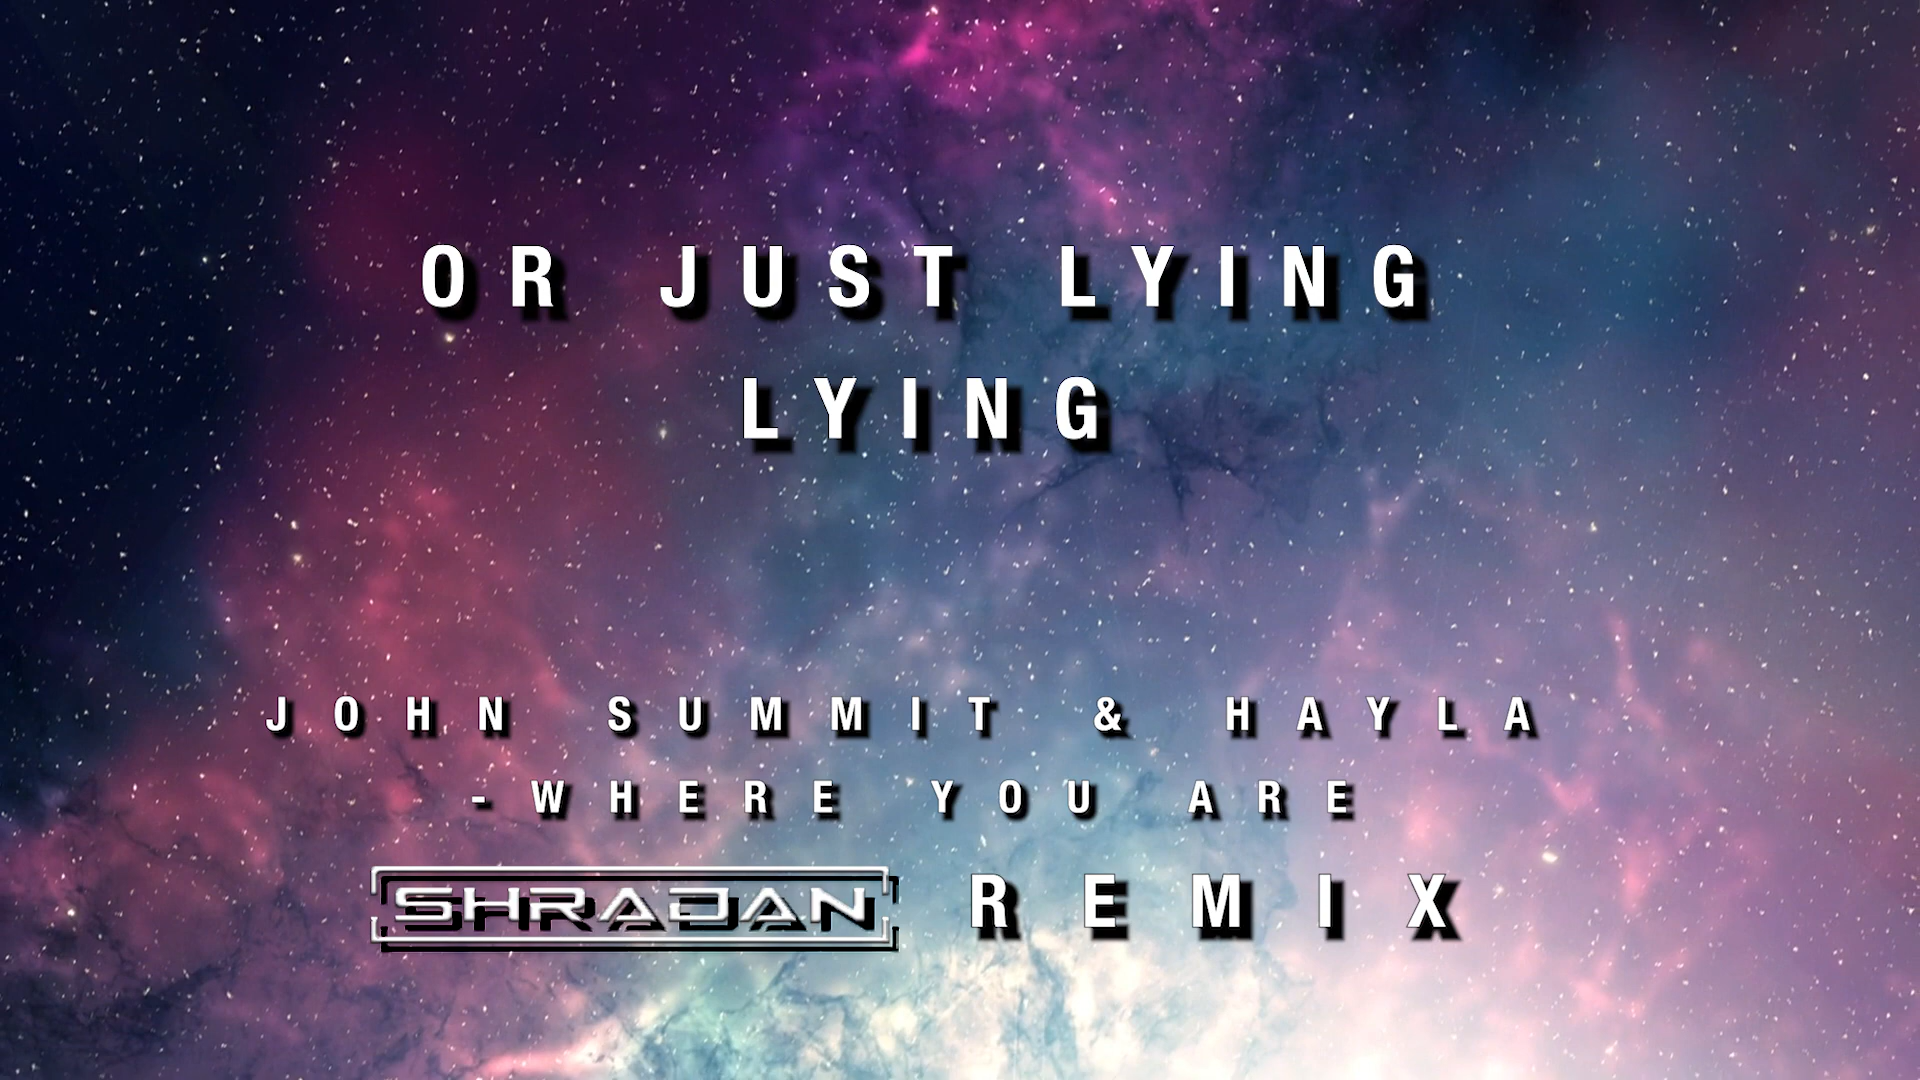 OR JUST LYING
LYING
JOHN SUMMIT & HAYLA
-WHERE YOU ARE
SHRADAN REMIX